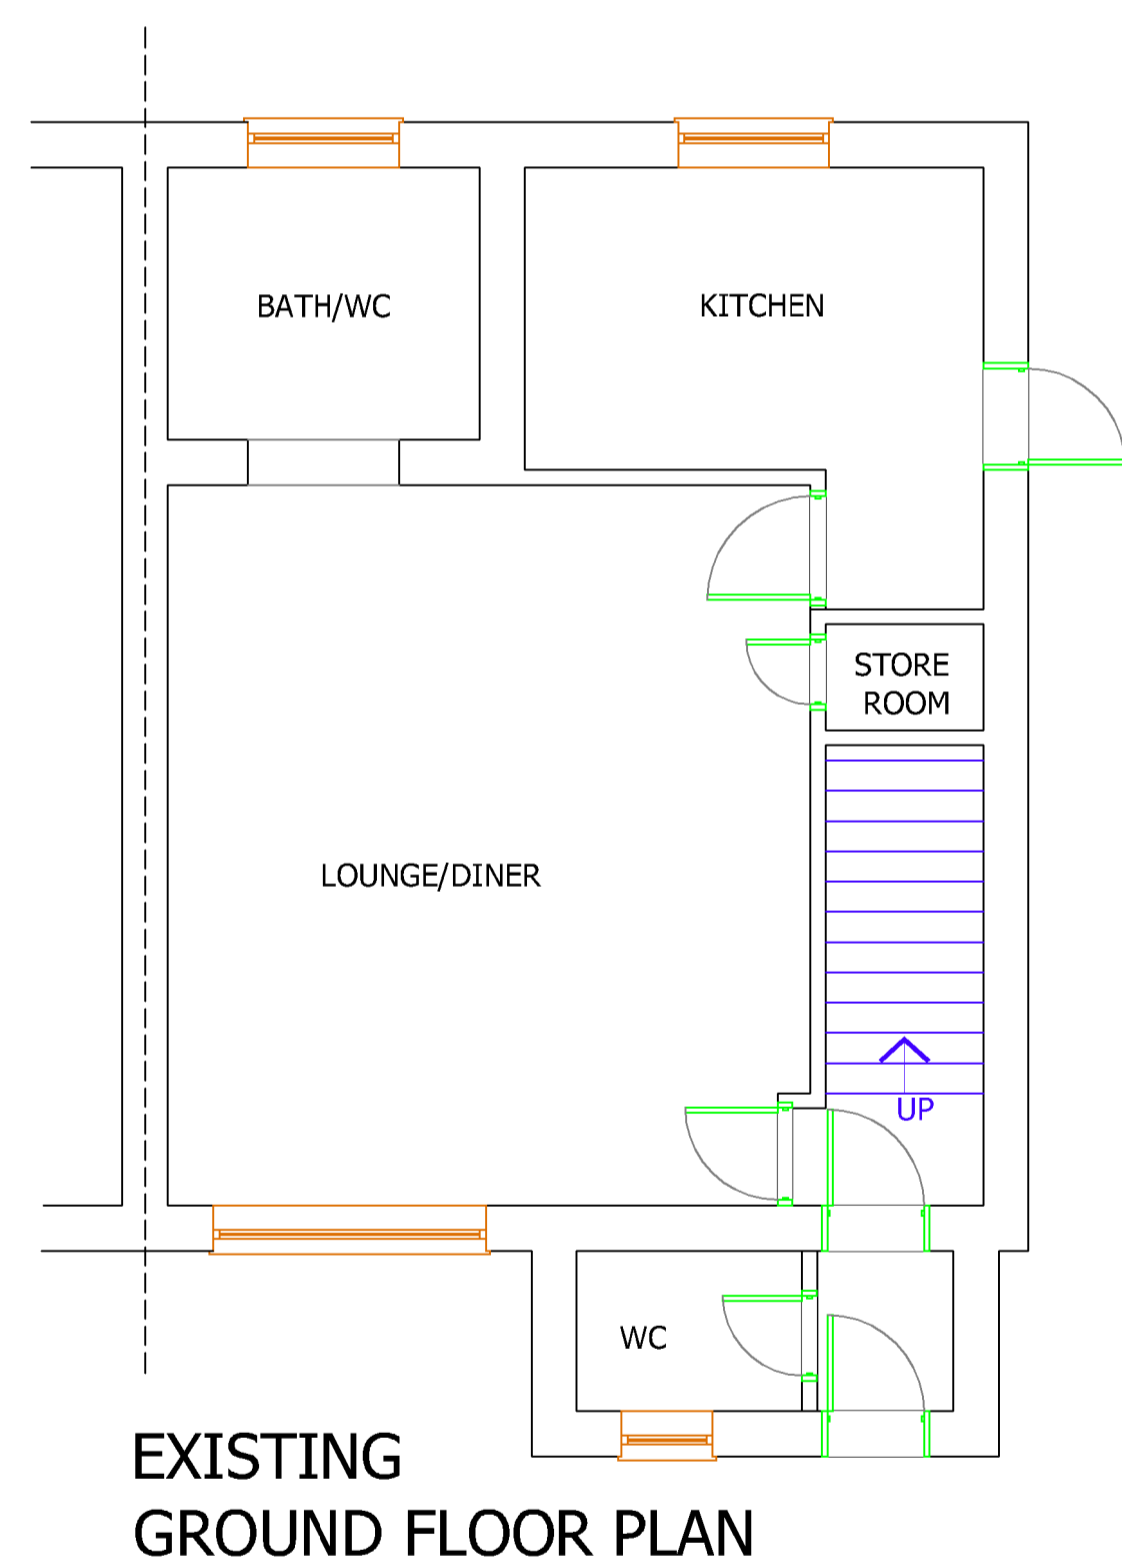 BATH/WC
KITCHEN
STORE
ROOM
LOUNGE/DINER
UP
WC
EXISTING
GROUND FLOOR PLAN